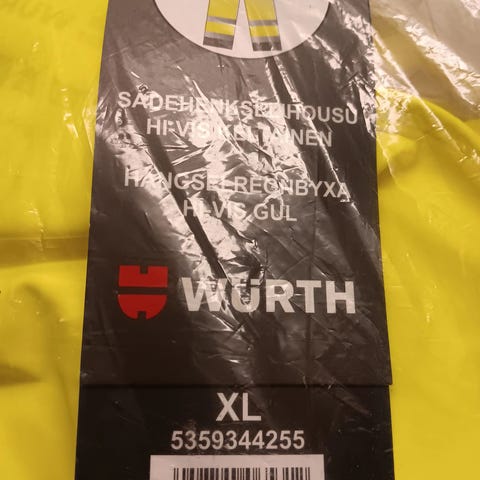 SADEHENKSELIHOUSU
HI-VIS KELTAINEN
HÄNGSELREGNBYXA
HI-VIS GUL
WÜRTH
XL
5359344255